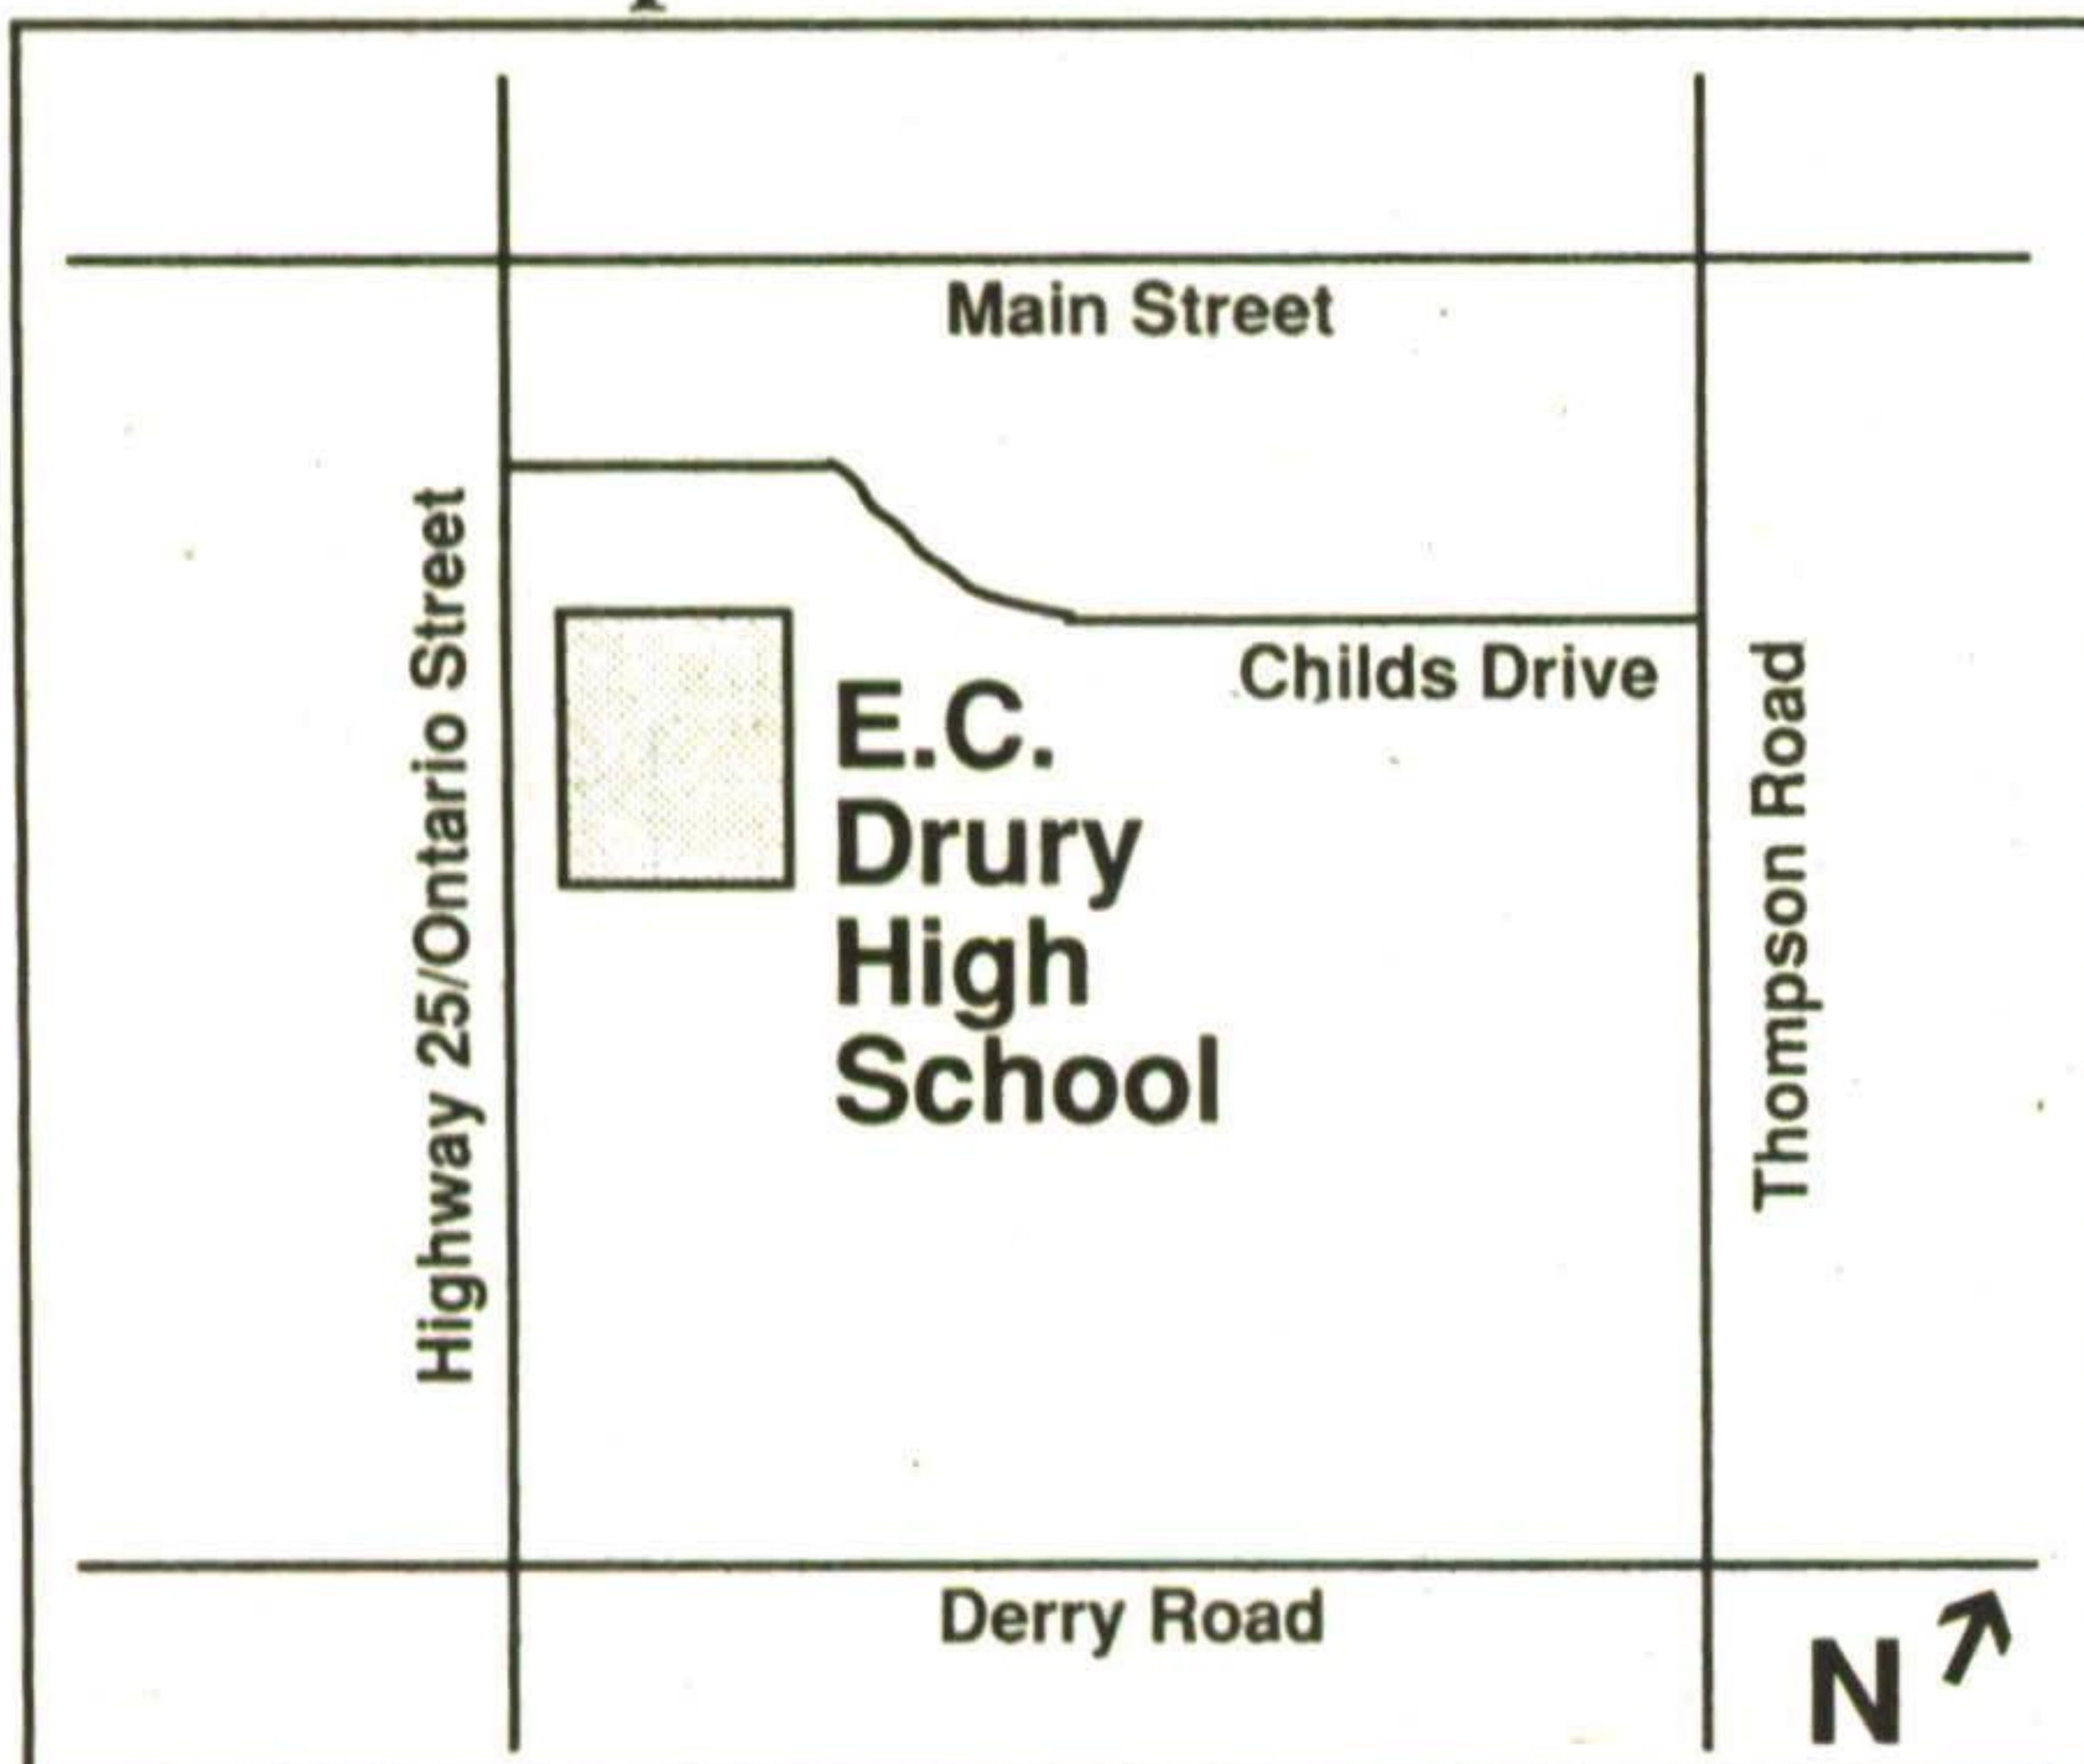 Main Street
Highway 25/Ontario Street
Childs Drive
E.C.
Drury
High
School
Thompson Road
Derry Road
N